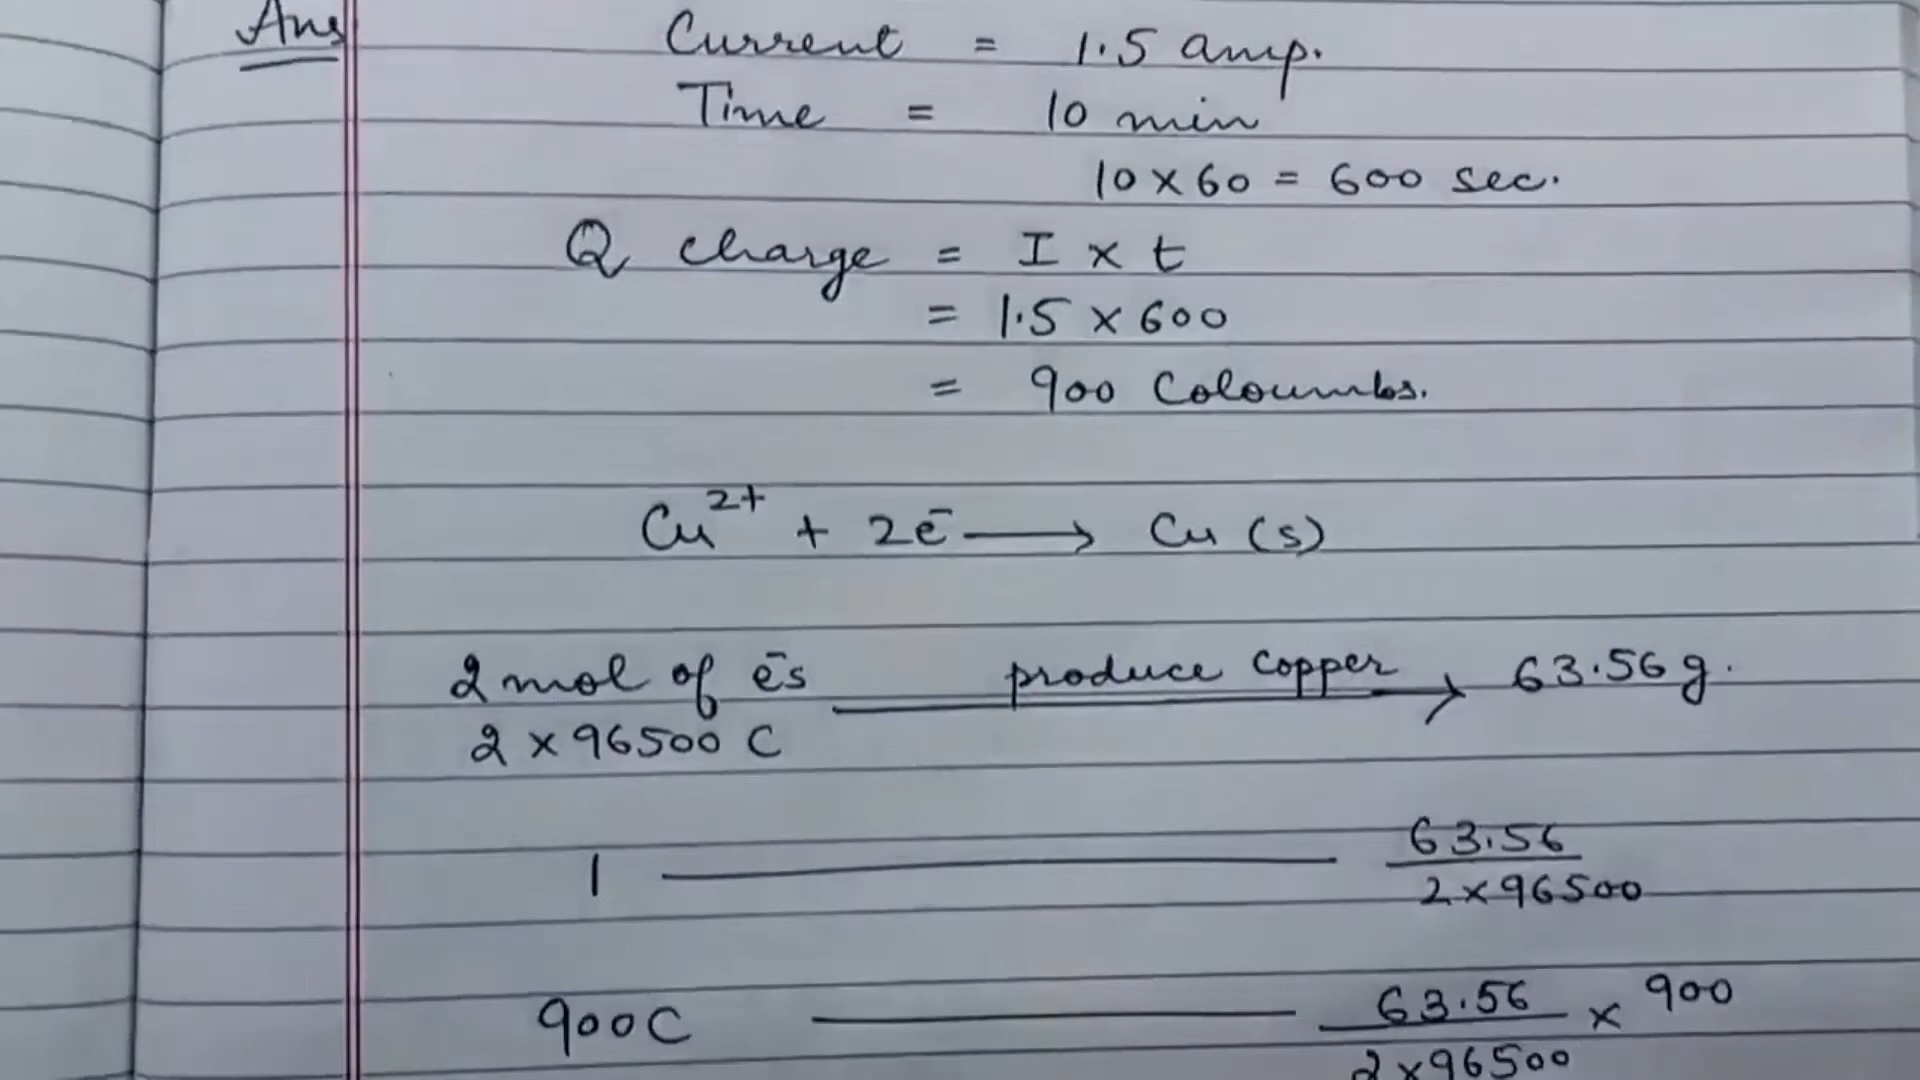 Ans
Current = 1.5 amp.
Time = 10 min
10 × 60 = 600 sec.
Q charge = I × t
= 1.5 × 600
= 900 Coloumbs.
Cu²⁺ + 2e⁻ ⟶ Cu (s)
2 mol of e⁻s produce copper → 63.56 g.
2 × 96500 C
1 — 63.56
2 × 96500
900C — 63.56 × 900
2 × 96500